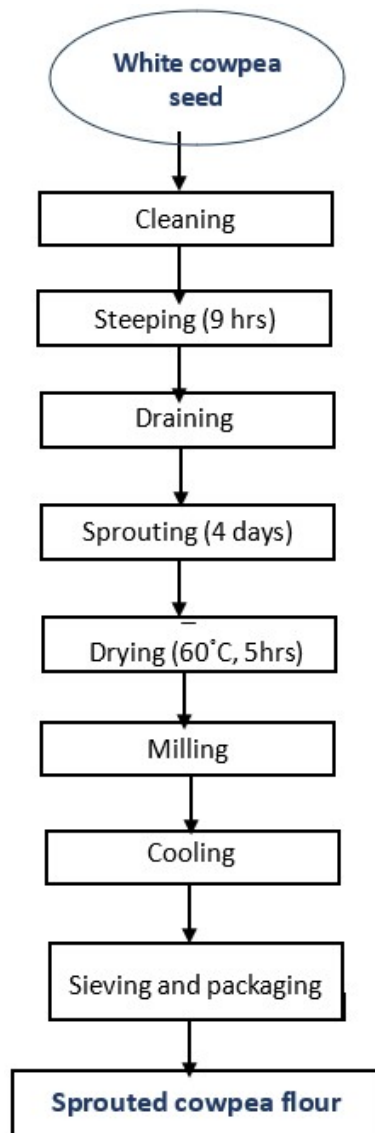 White cowpea
seed
Cleaning
Steeping (9 hrs)
Draining
Sprouting (4 days)
Drying (60˚C, 5hrs)
Milling
Cooling
Sieving and packaging
Sprouted cowpea flour